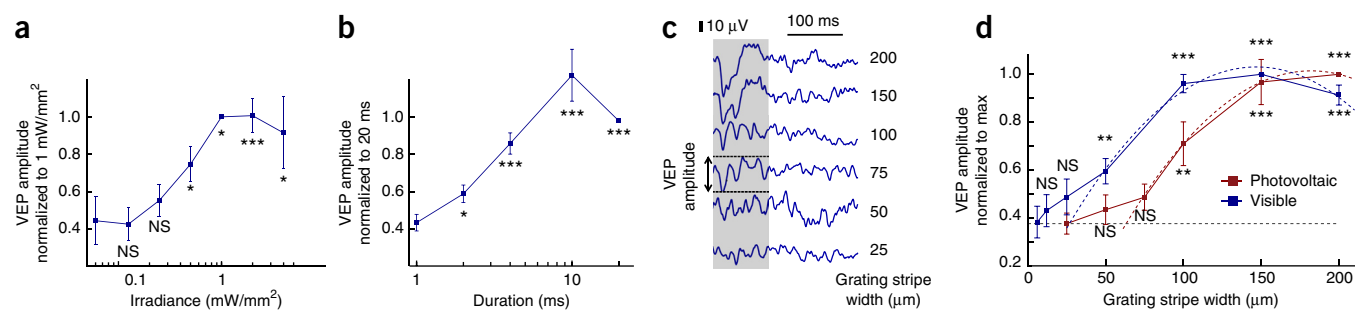 a
VEP amplitude
normalized to 1 mW/mm²
1.0
0.8
0.6
0.4
NS
NS
*
*
***
*
0.1
1
Irradiance (mW/mm²)
b
VEP amplitude
normalized to 20 ms
1.2
1.0
0.8
0.6
0.4
*
***
***
***
1
10
Duration (ms)
c
10 µV
100 ms
VEP
amplitude
200
150
100
75
50
25
Grating stripe
width (µm)
d
VEP amplitude
normalized to max
1.0
0.8
0.6
0.4
0.2
NS
NS
**
***
***
***
NS
NS
**
***
***
Photovoltaic
Visible
0
50
100
150
200
Grating stripe width (µm)